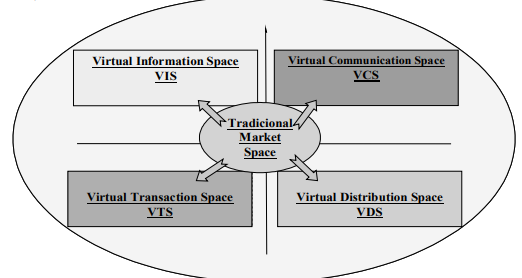 Virtual Information Space
VIS
Virtual Communication Space
VCS
Tradicional
Market
Space
Virtual Transaction Space
VTS
Virtual Distribution Space
VDS